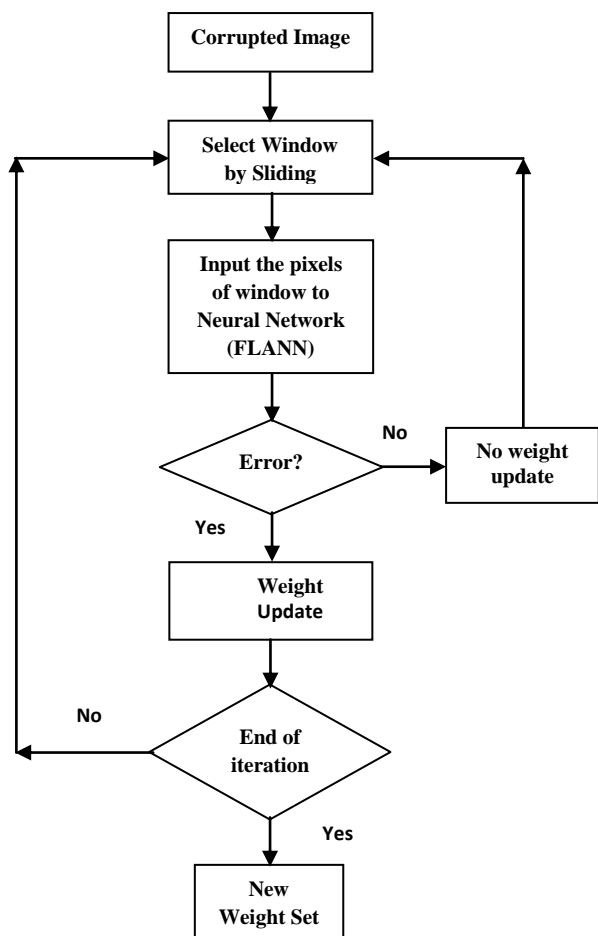 Corrupted Image
Select Window
by Sliding
Input the pixels
of window to
Neural Network
(FLANN)
Error?
No
No weight
update
Yes
Weight
Update
No
End of
iteration
Yes
New
Weight Set